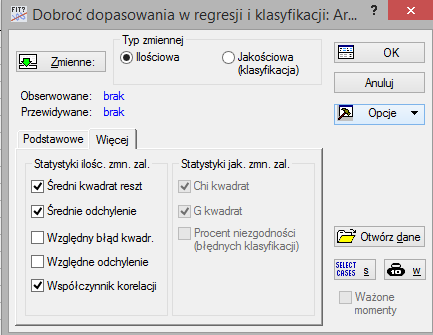 FIT?
Dobroć dopasowania w regresji i klasyfikacji: Ar... ?
Zmienne:
Typ zmiennej
Ilościowa
Jakościowa
(klasyfikacja)
OK
Anuluj
Obserwowane: brak
Przewidywane: brak
Opcje
Podstawowe Więcej
Statystyki ilośc. zmn. zal.
Średni kwadrat reszt
Średnie odchylenie
Względny błąd kwadr.
Względne odchylenie
Współczynnik korelacji
Statystyki jak. zmn. zal.
Chi kwadrat
G kwadrat
Procent niezgodności
(błędnych klasyfikacji)
Otwórz dane
SELECT
CASES
s
w
Ważone
momenty